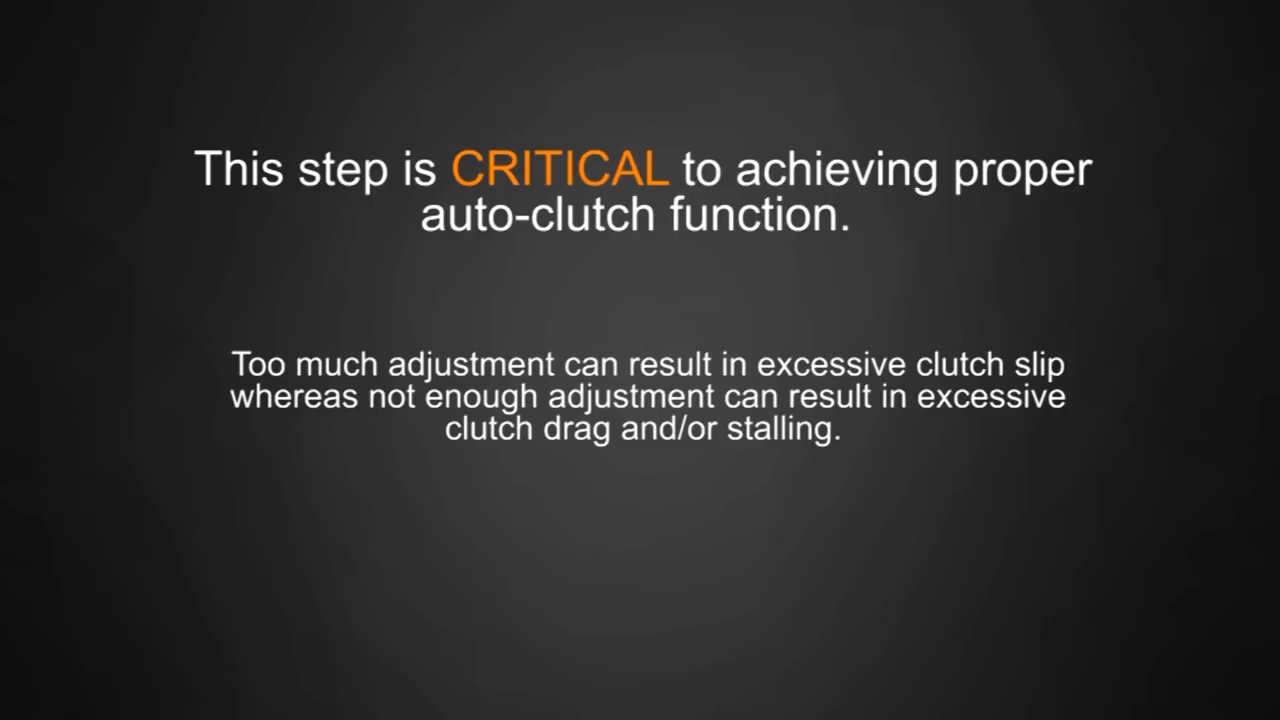 This step is CRITICAL to achieving proper
auto-clutch function.
Too much adjustment can result in excessive clutch slip
whereas not enough adjustment can result in excessive
clutch drag and/or stalling.